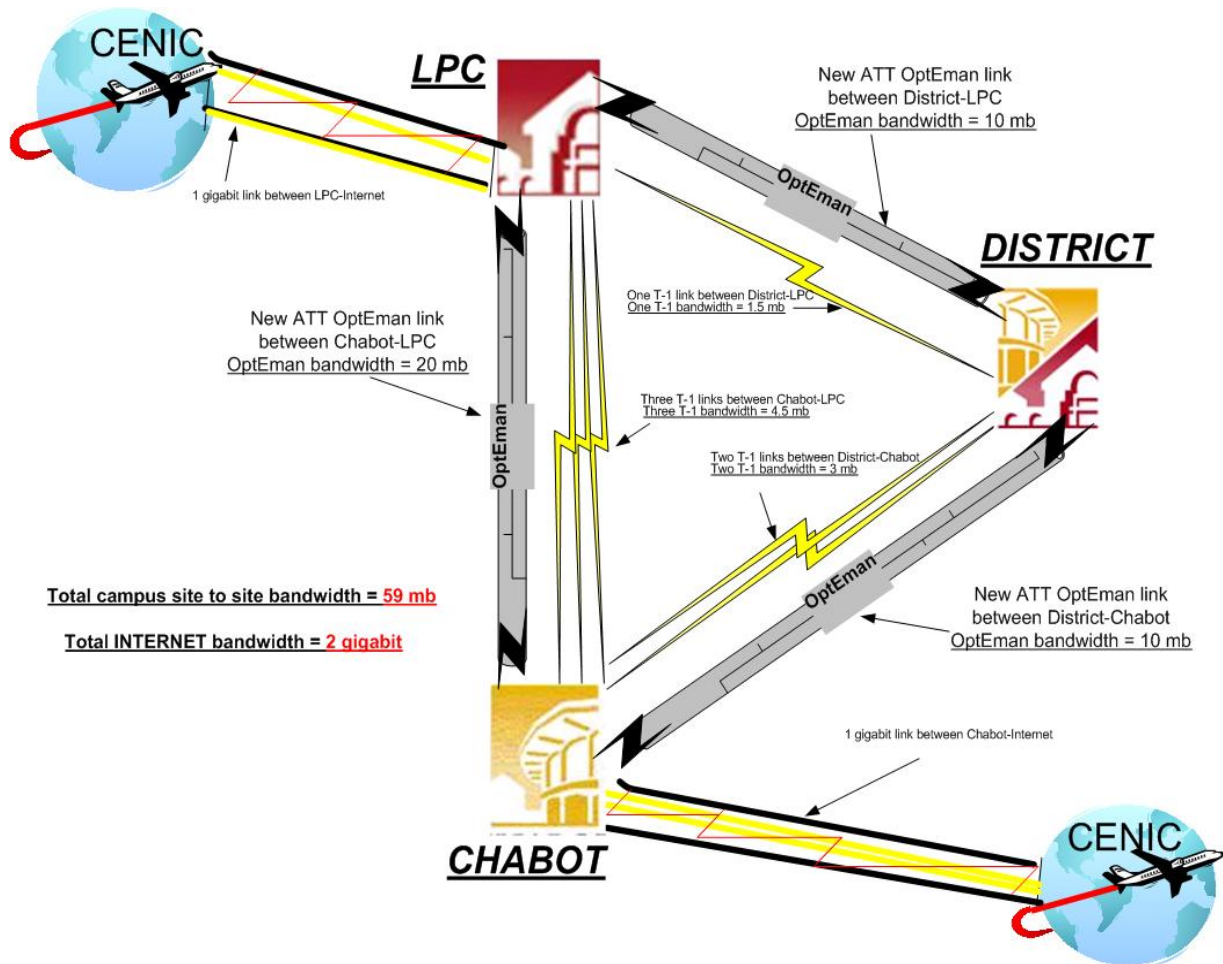 CENIC
LPC
New ATT OptEman link
between District-LPC
OptEman bandwidth = 10 mb
1 gigabit link between LPC-Internet
OptEman
DISTRICT
One T-1 link between District-LPC
One T-1 bandwidth = 1.5 mb
New ATT OptEman link
between Chabot-LPC
OptEman bandwidth = 20 mb
OptEman
Three T-1 links between Chabot-LPC
Three T-1 bandwidth = 4.5 mb
Two T-1 links between District-Chabot
Two T-1 bandwidth = 3 mb
OptEman
Total campus site to site bandwidth = 59 mb
Total INTERNET bandwidth = 2 gigabit
New ATT OptEman link
between District-Chabot
OptEman bandwidth = 10 mb
1 gigabit link between Chabot-Internet
CHABOT
CENIC